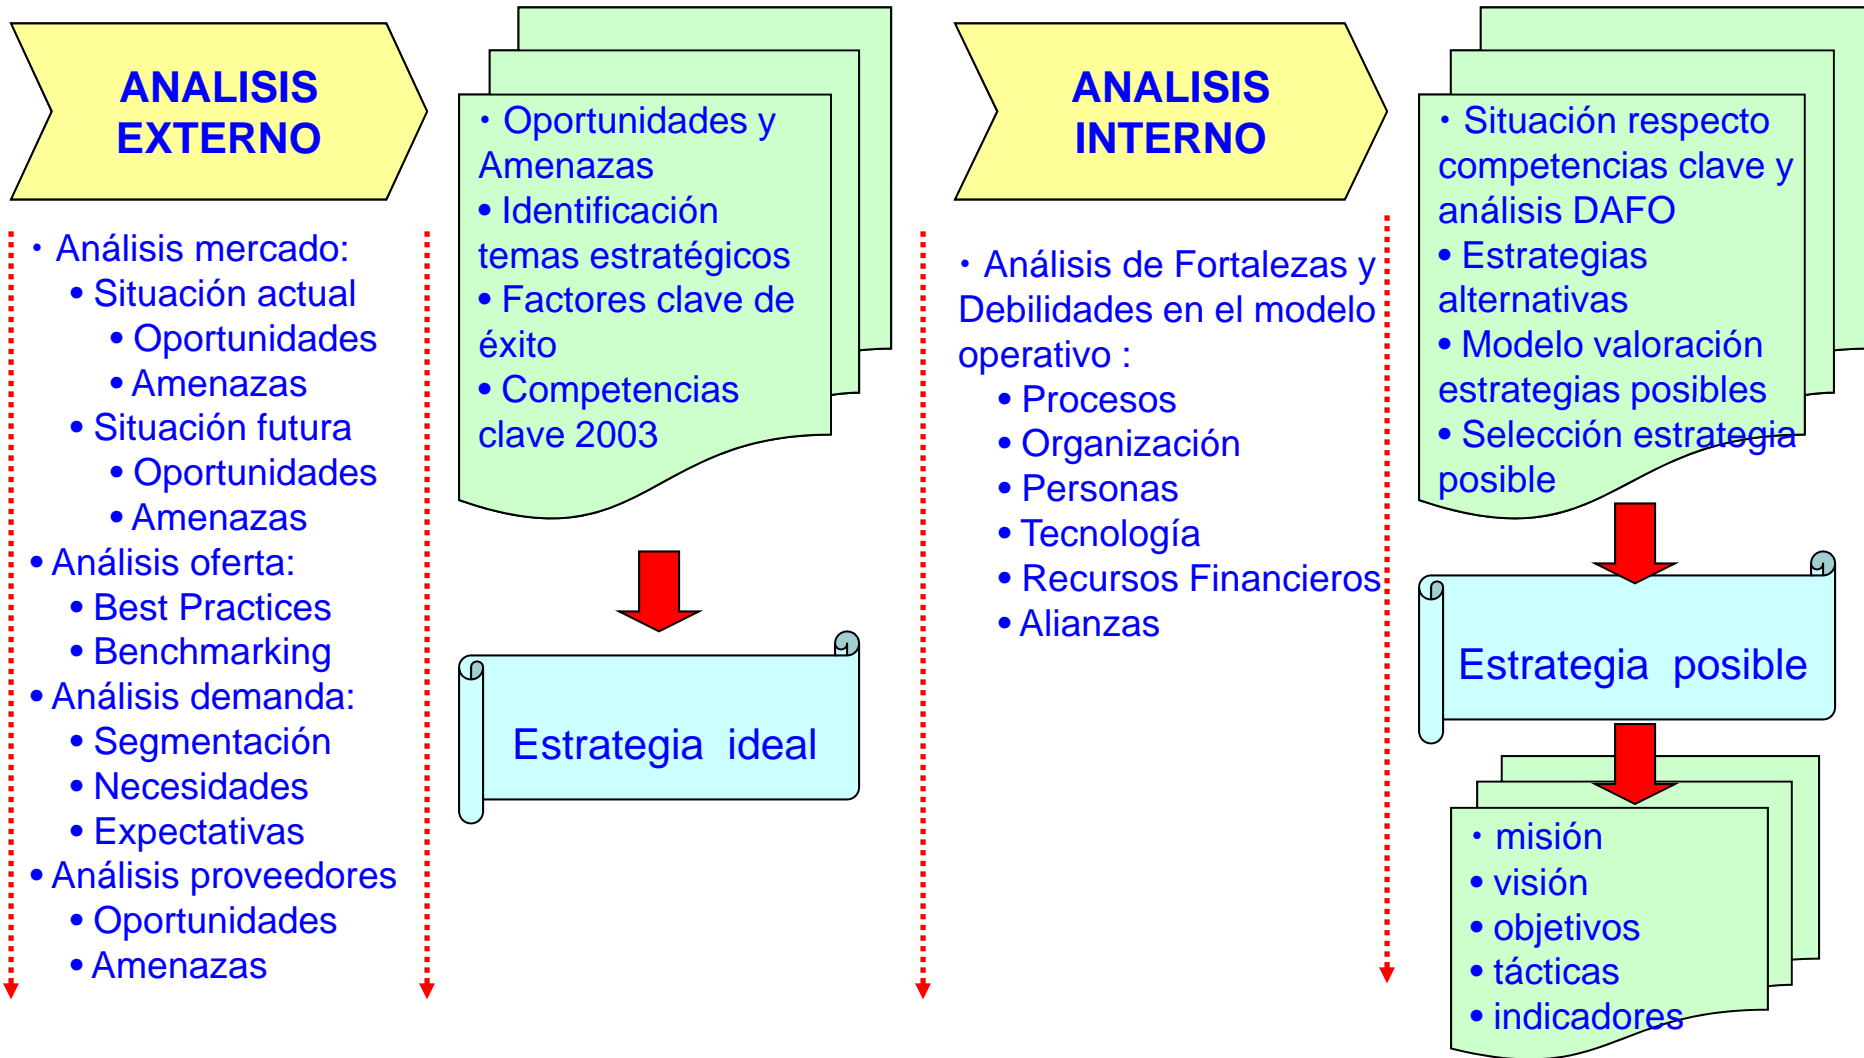 ANALISIS
EXTERNO
· Análisis mercado:
• Situación actual
• Oportunidades
• Amenazas
• Situación futura
• Oportunidades
• Amenazas
• Análisis oferta:
• Best Practices
• Benchmarking
• Análisis demanda:
• Segmentación
• Necesidades
• Expectativas
• Análisis proveedores
• Oportunidades
• Amenazas
· Oportunidades y
Amenazas
• Identificación
temas estratégicos
• Factores clave de
éxito
• Competencias
clave 2003
Estrategia ideal
ANALISIS
INTERNO
· Análisis de Fortalezas y
Debilidades en el modelo
operativo :
• Procesos
• Organización
• Personas
• Tecnología
• Recursos Financieros
• Alianzas
· Situación respecto
competencias clave y
análisis DAFO
• Estrategias
alternativas
• Modelo valoración
estrategias posibles
• Selección estrategia
posible
Estrategia posible
· misión
• visión
• objetivos
• tácticas
• indicadores